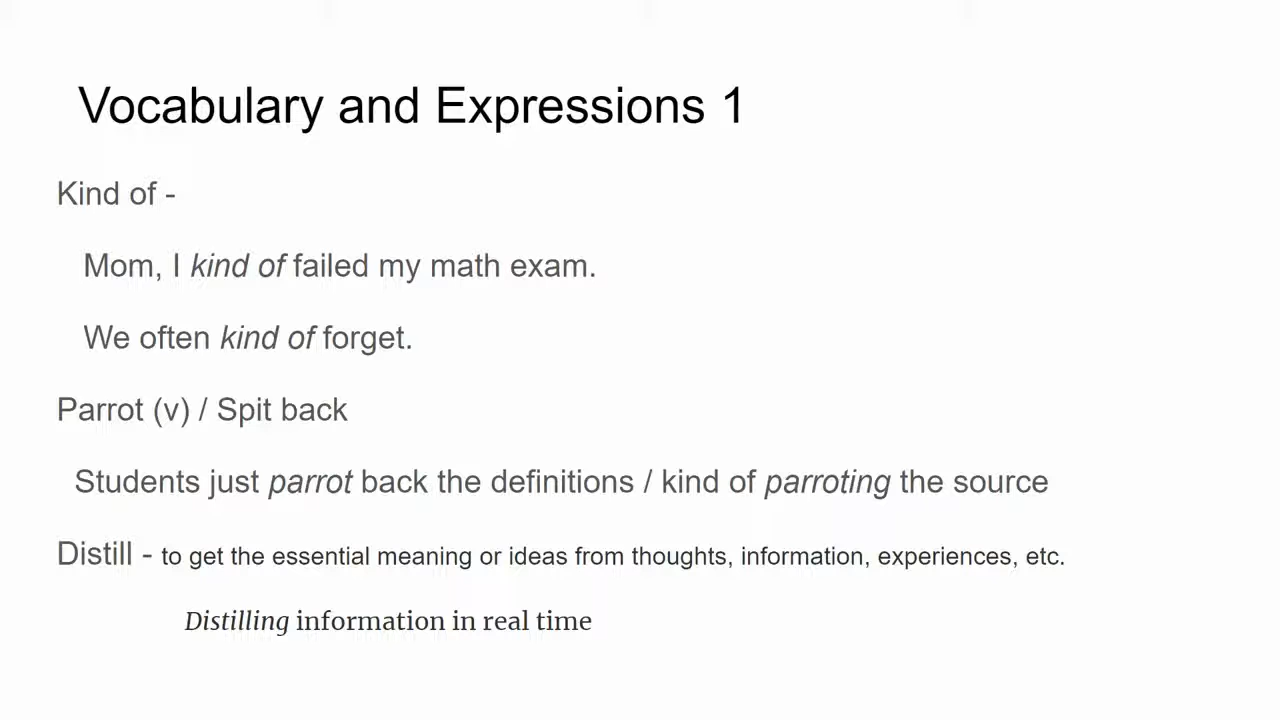 Vocabulary and Expressions 1
Kind of -
Mom, I kind of failed my math exam.
We often kind of forget.
Parrot (v) / Spit back
Students just parrot back the definitions / kind of parroting the source
Distill - to get the essential meaning or ideas from thoughts, information, experiences, etc.
Distilling information in real time